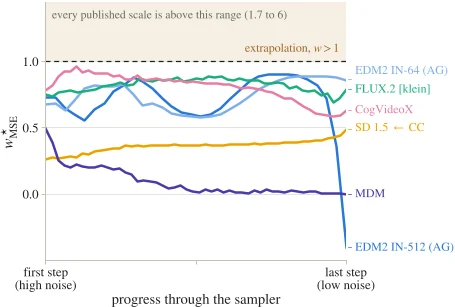 every published scale is above this range (1.7 to 6)
extrapolation, w > 1
1.0
0.5
0.0
w★MSE
EDM2 IN-64 (AG)
FLUX.2 [klein]
CogVideoX
SD 1.5 ← CC
MDM
EDM2 IN-512 (AG)
first step
(high noise)
last step
(low noise)
progress through the sampler